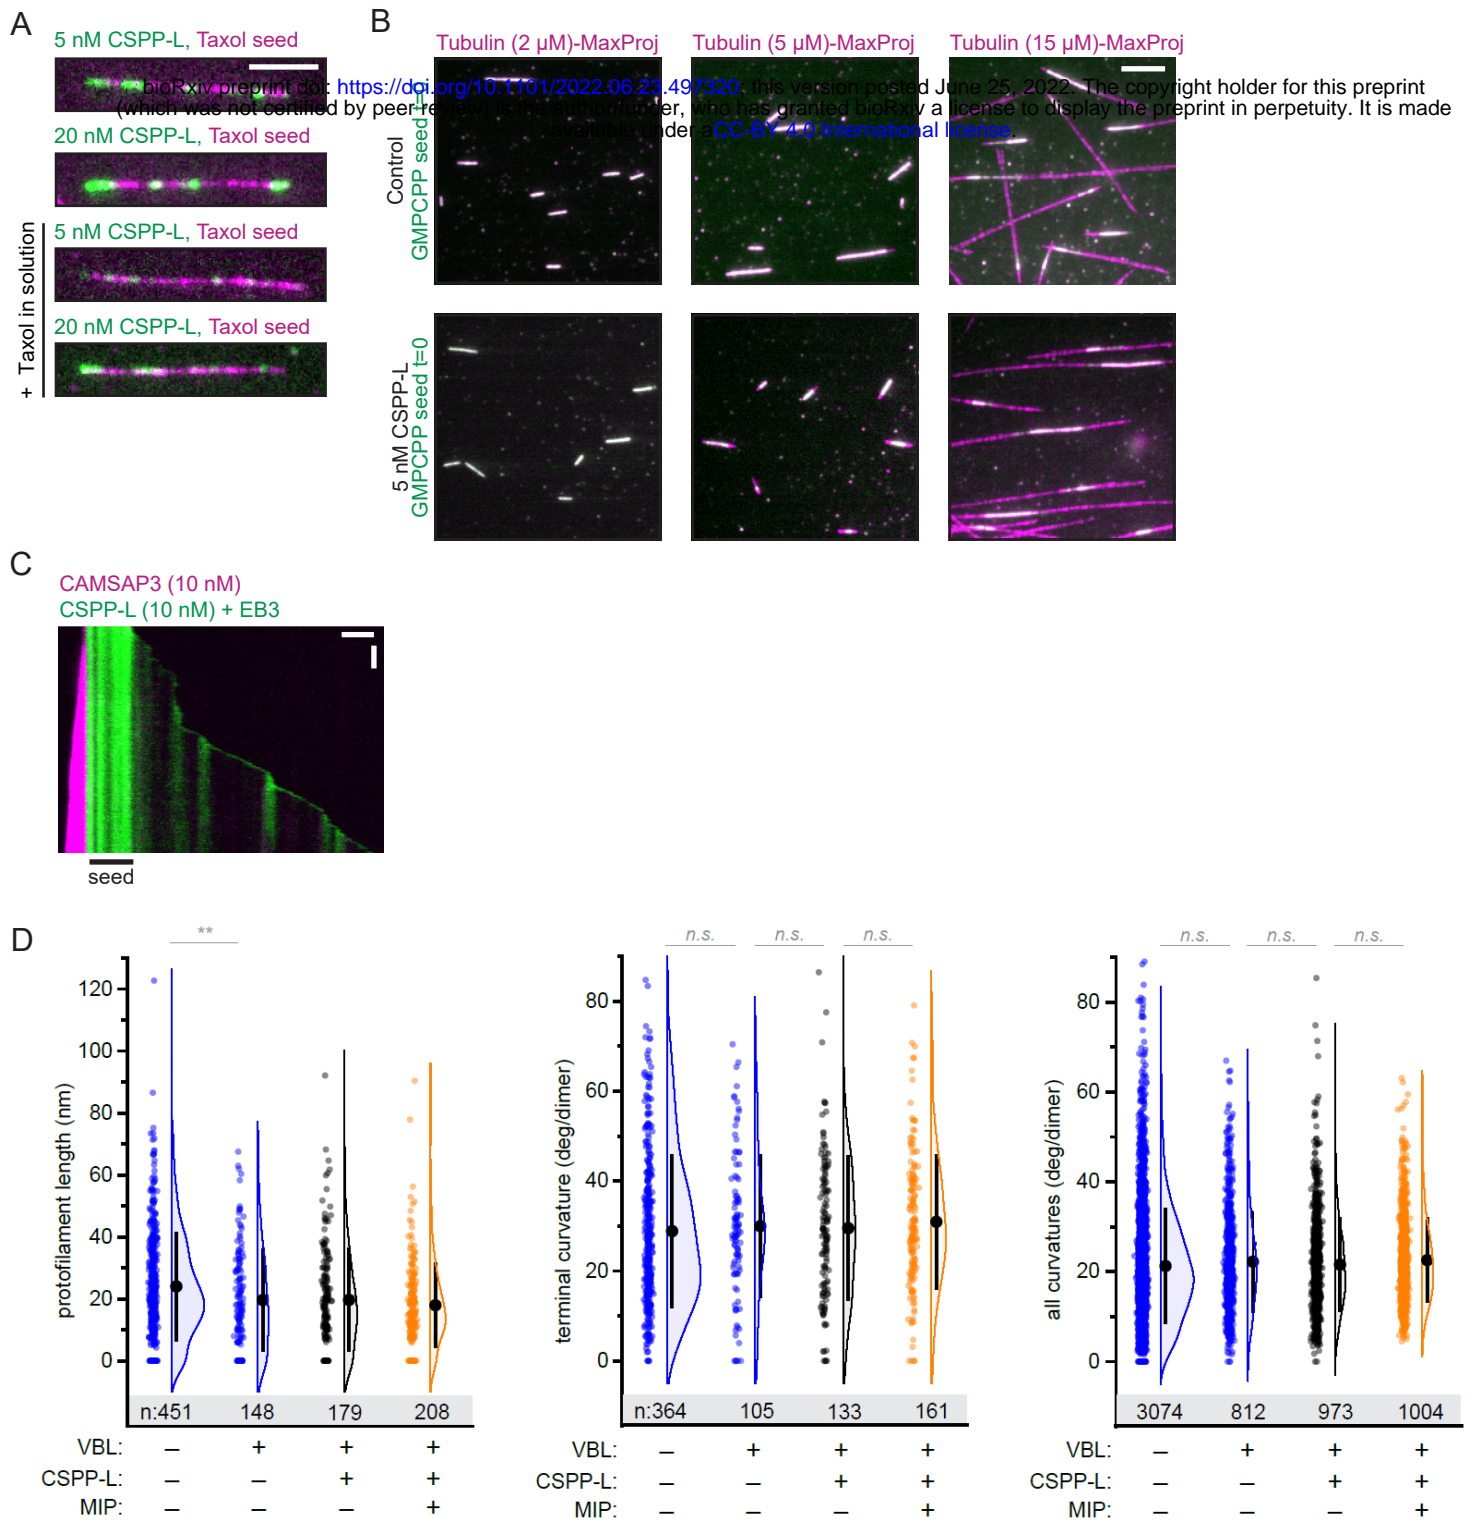 A
5 nM CSPP-L, Taxol seed
20 nM CSPP-L, Taxol seed
+ Taxol in solution
5 nM CSPP-L, Taxol seed
20 nM CSPP-L, Taxol seed
B
Tubulin (2 µM)-MaxProj
Tubulin (5 µM)-MaxProj
Tubulin (15 µM)-MaxProj
bioRxiv preprint doi: https://doi.org/10.1101/2022.06.23.497320; this version posted June 25, 2022. The copyright holder for this preprint
(which was not certified by peer review) is the author/funder, who has granted bioRxiv a license to display the preprint in perpetuity. It is made
available under aCC-BY 4.0 International license.
Control
GMPCPP seed t=0
5 nM CSPP-L
GMPCPP seed t=0
C
CAMSAP3 (10 nM)
CSPP-L (10 nM) + EB3
seed
D
**
protofilament length (nm)
120
100
80
60
40
20
0
n:451 148 179 208
VBL: – + + +
CSPP-L: – – + +
MIP: – – – +
n.s. n.s. n.s.
terminal curvature (deg/dimer)
80
60
40
20
0
n:364 105 133 161
VBL: – + + +
CSPP-L: – – + +
MIP: – – – +
n.s. n.s. n.s.
all curvatures (deg/dimer)
80
60
40
20
0
3074 812 973 1004
VBL: – + + +
CSPP-L: – – + +
MIP: – – – +